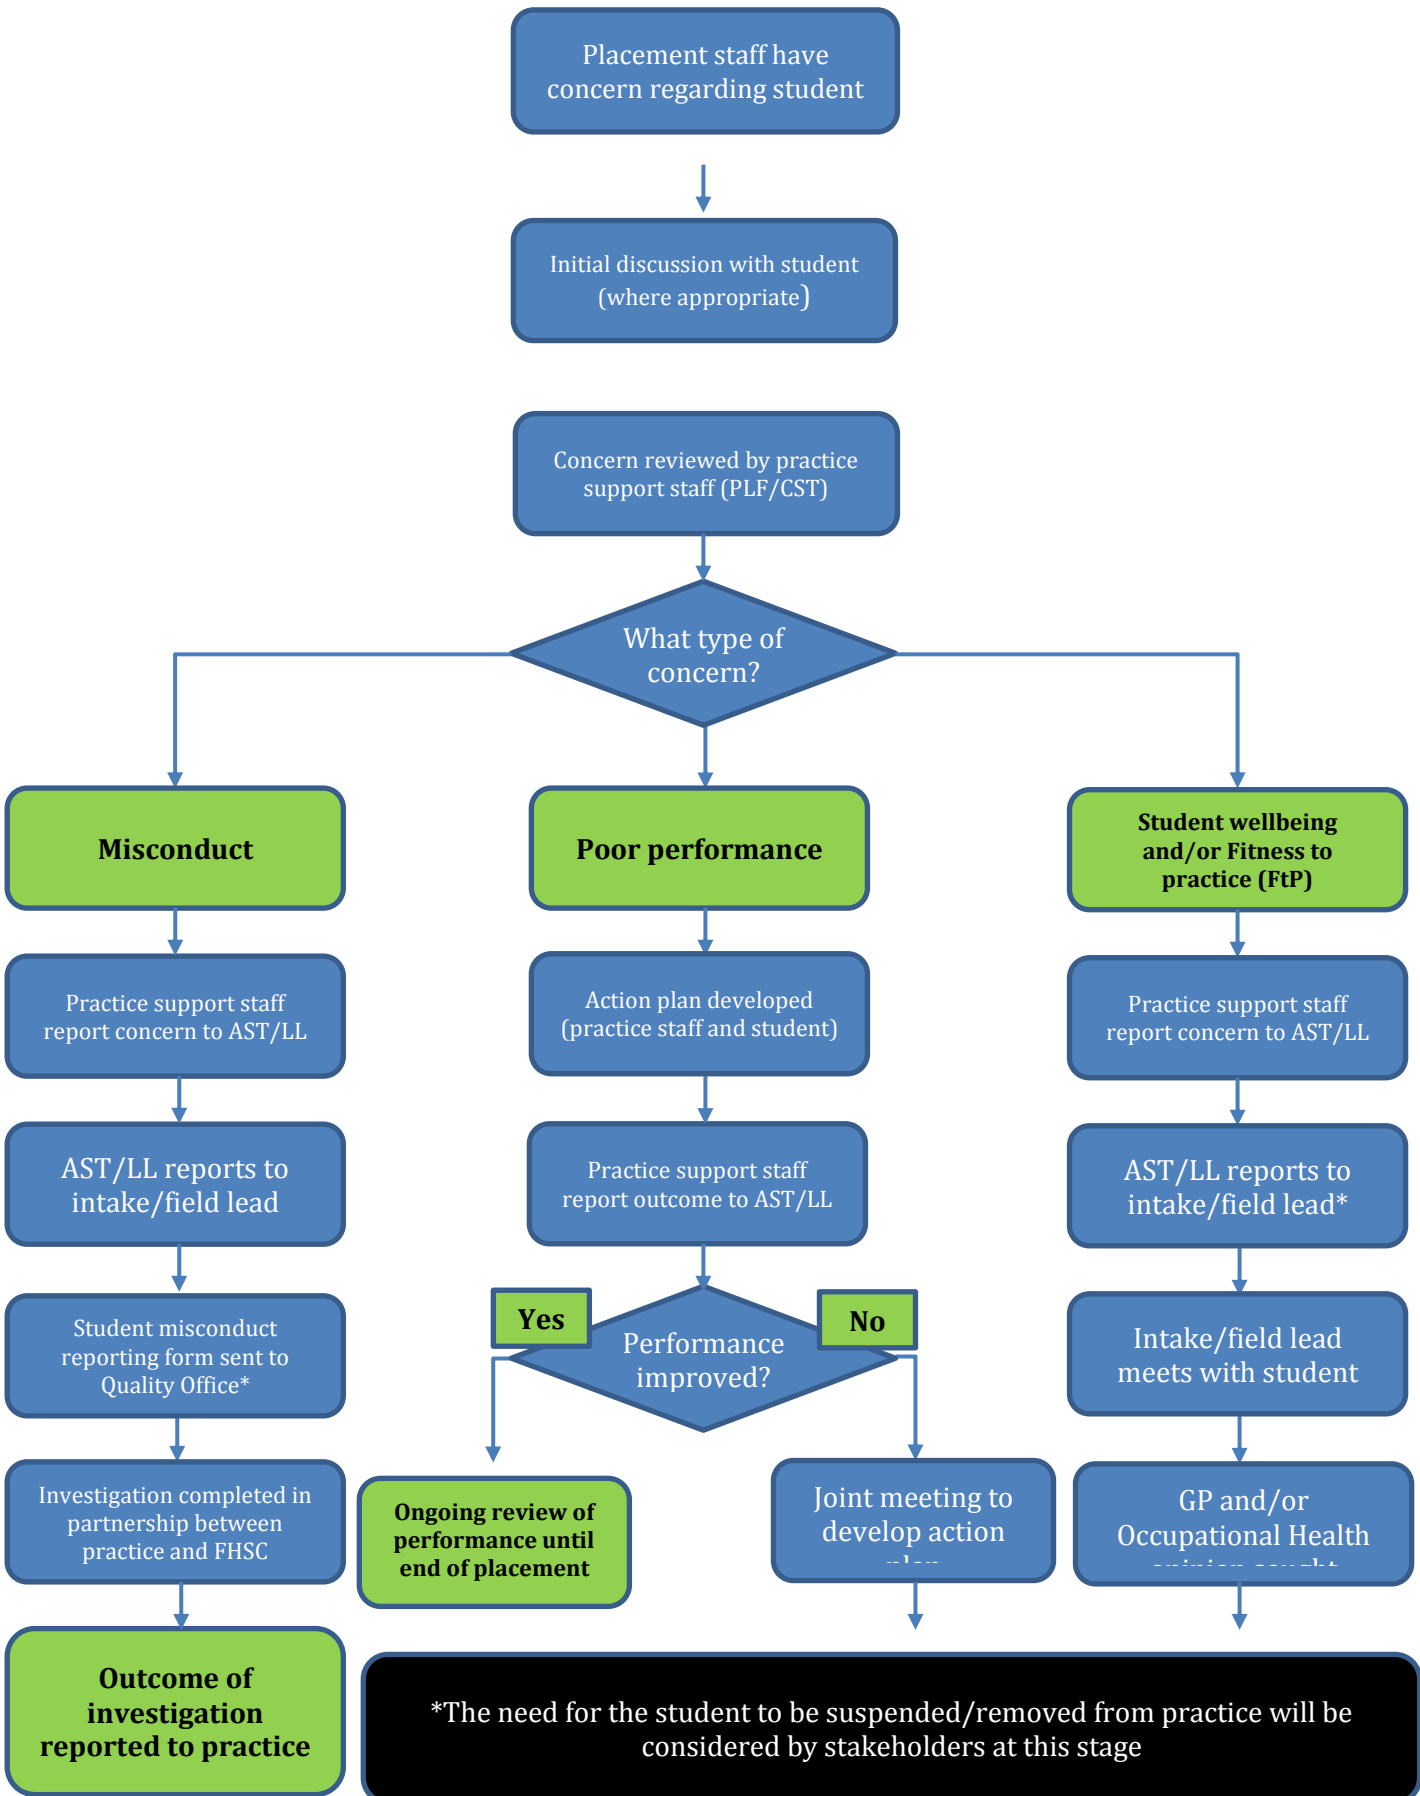 Placement staff have
concern regarding student
Initial discussion with student
(where appropriate)
Concern reviewed by practice
support staff (PLF/CST)
What type of
concern?
Misconduct
Poor performance
Student wellbeing
and/or Fitness to
practice (FtP)
Practice support staff
report concern to AST/LL
Action plan developed
(practice staff and student)
Practice support staff
report concern to AST/LL
AST/LL reports to
intake/field lead
Practice support staff
report outcome to AST/LL
AST/LL reports to
intake/field lead*
Student misconduct
reporting form sent to
Quality Office*
Yes
No
Performance
improved?
Intake/field lead
meets with student
Investigation completed in
partnership between
practice and FHSC
Ongoing review of
performance until
end of placement
Joint meeting to
develop action
GP and/or
Occupational Health
Outcome of
investigation
reported to practice
*The need for the student to be suspended/removed from practice will be
considered by stakeholders at this stage